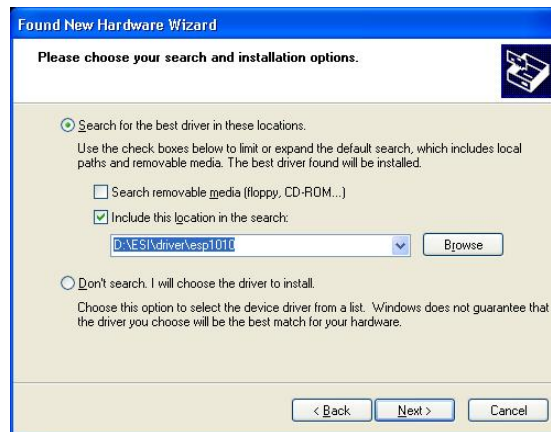 Found New Hardware Wizard
Please choose your search and installation options.
Search for the best driver in these locations.
Use the check boxes below to limit or expand the default search, which includes local
paths and removable media. The best driver found will be installed.
Search removable media (floppy, CD-ROM...)
Include this location in the search:
D:\ESI\driver\esp1010
Browse
Don't search. I will choose the driver to install.
Choose this option to select the device driver from a list. Windows does not guarantee that
the driver you choose will be the best match for your hardware.
< Back Next > Cancel